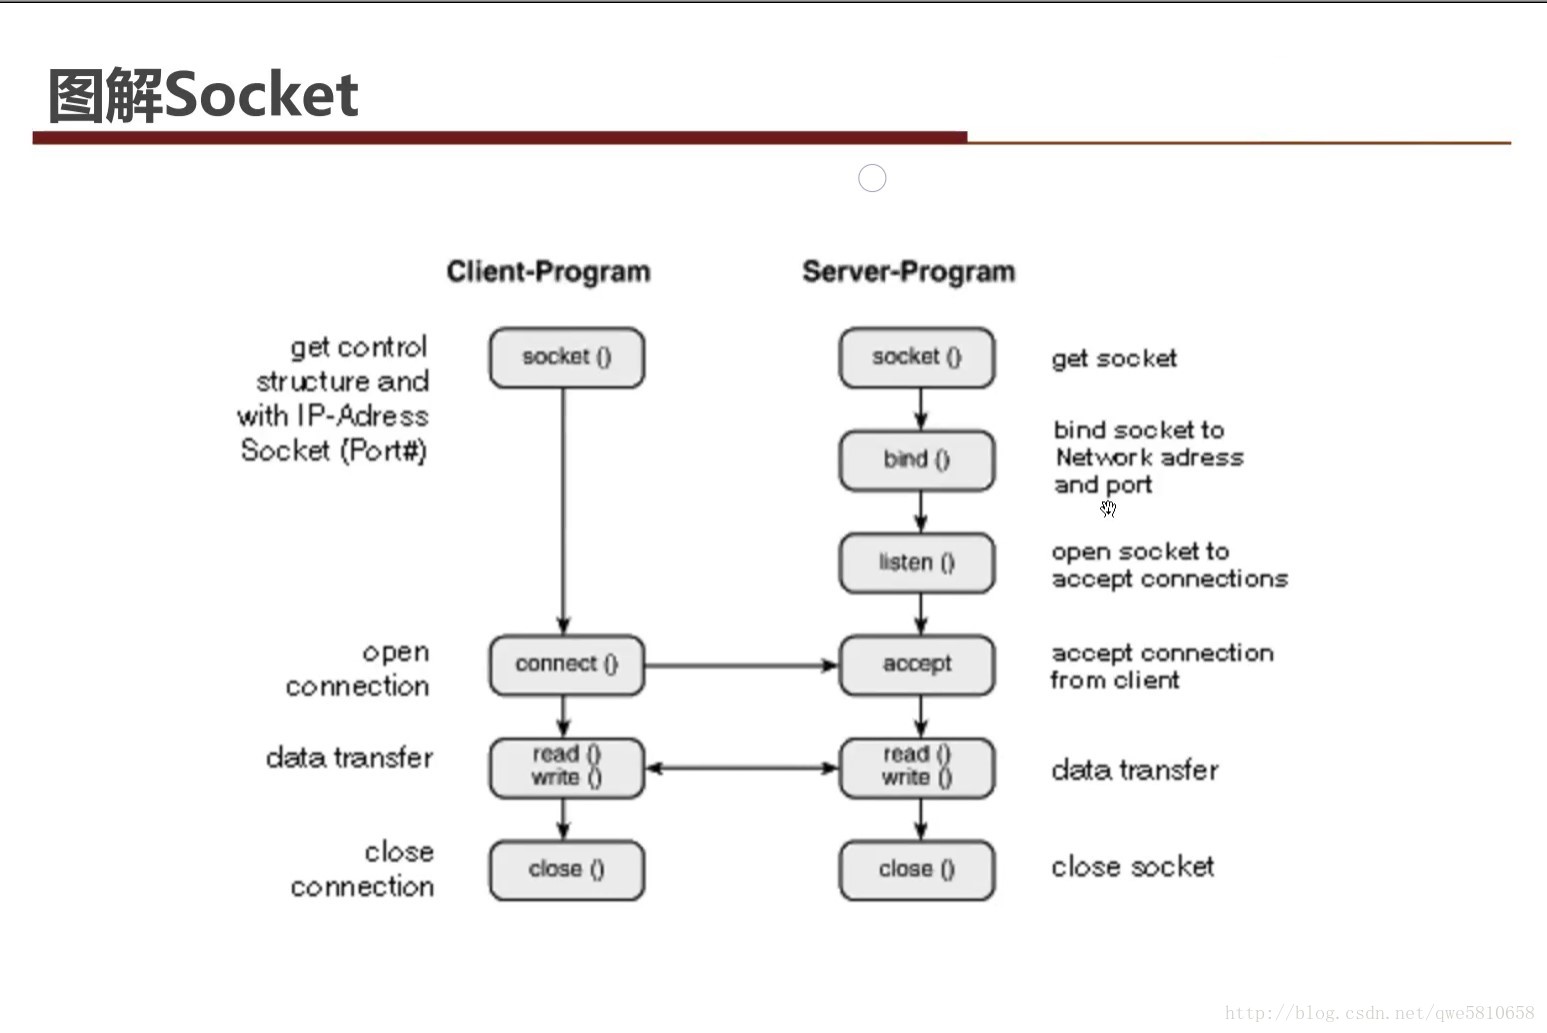 图解Socket
Client-Program
Server-Program
get control
structure and
with IP-Adress
Socket (Port#)
socket ()
socket ()
get socket
bind ()
bind socket to
Network adress
and port
listen ()
open socket to
accept connections
open
connection
connect ()
accept
accept connection
from client
data transfer
read ()
write ()
read ()
write ()
data transfer
close
connection
close ()
close ()
close socket
http://blog.csdn.net/qwe5810658